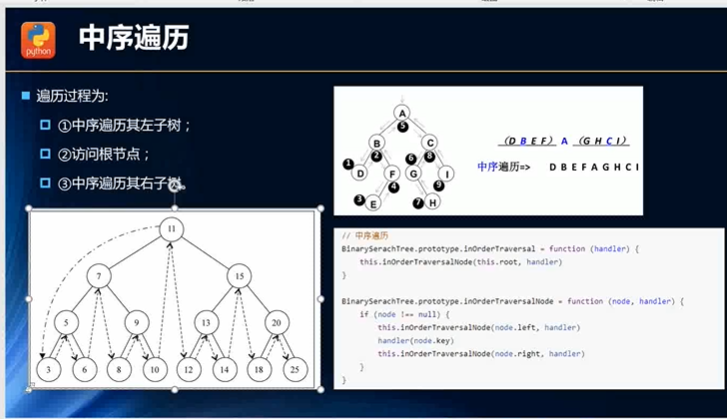 python
中序遍历
遍历过程为:
①中序遍历其左子树；
②访问根节点；
③中序遍历其右子树
A
5
B
C
2
6
8
1
D
F
G
I
4
9
3
E
7
H
(D B E F) A (G H C I)
中序遍历=> D B E F A G H C I
11
7
15
5
9
13
20
3
6
8
10
12
14
18
25
// 中序遍历
BinarySerachTree.prototype.inOrderTraversal = function (handler) {
this.inOrderTraversalNode(this.root, handler)
}
BinarySerachTree.prototype.inOrderTraversalNode = function (node, handler) {
if (node !== null) {
this.inOrderTraversalNode(node.left, handler)
handler(node.key)
this.inOrderTraversalNode(node.right, handler)
}
}